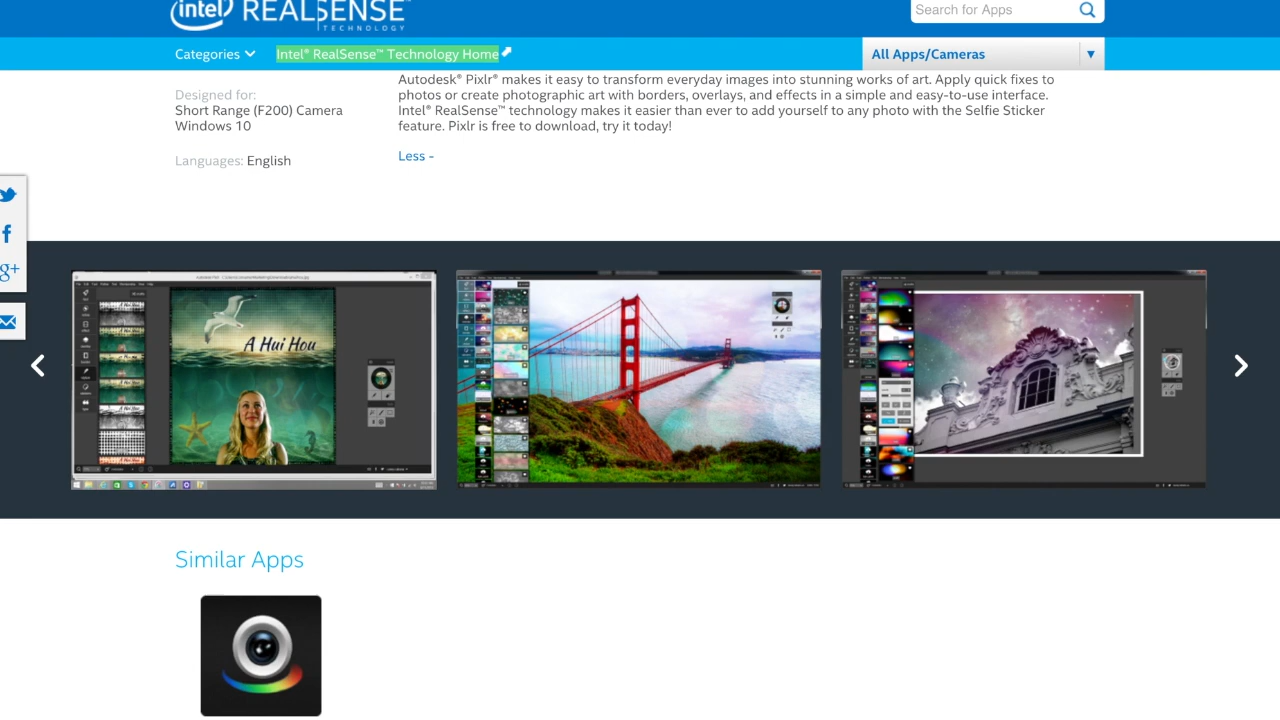 intel REALSENSE™
TECHNOLOGY
Search for Apps
Categories
Intel® RealSense™ Technology Home
All Apps/Cameras
Designed for:
Short Range (F200) Camera
Windows 10
Languages: English
Autodesk® Pixlr® makes it easy to transform everyday images into stunning works of art. Apply quick fixes to
photos or create photographic art with borders, overlays, and effects in a simple and easy-to-use interface.
Intel® RealSense™ technology makes it easier than ever to add yourself to any photo with the Selfie Sticker
feature. Pixlr is free to download, try it today!
Less -
g+
A Hui Hou
Similar Apps